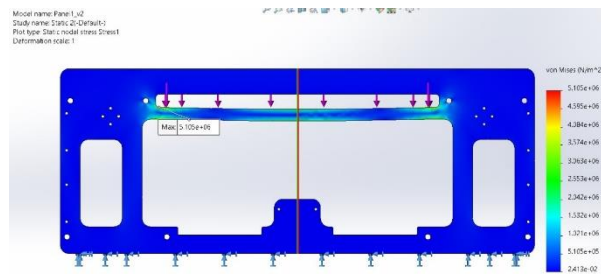 Model name: Panel1_v2
Study name: Static 2(-Default-)
Plot type: Static nodal stress Stress1
Deformation scale: 1
von Mises (N/m^2
5.105e+06
4.595e+06
4.084e+06
3.574e+06
3.063e+06
2.553e+06
2.042e+06
1.532e+06
1.021e+06
5.105e+05
2.413e-02
Max: 5.105e+06